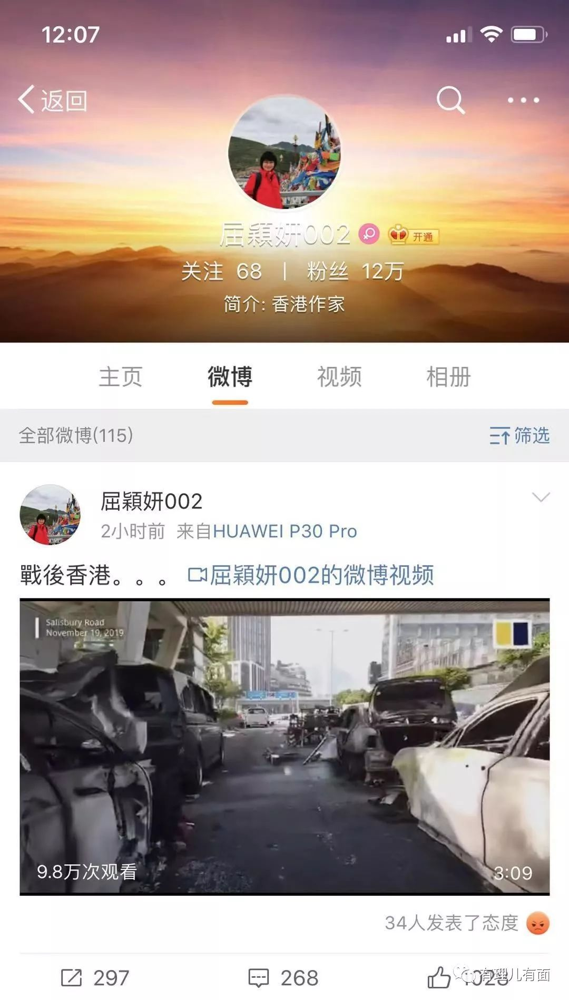 12:07
返回
屈穎妍002 开通
关注 68 | 粉丝 12万
简介: 香港作家
主页 微博 视频 相册
全部微博(115) 筛选
屈穎妍002
2小时前 来自HUAWEI P30 Pro
戰後香港。。。 屈穎妍002的微博视频
Salisbury Road
November 19, 2019
9.8万次观看 3:09
34人发表了态度
297 268 1028
有理儿有面